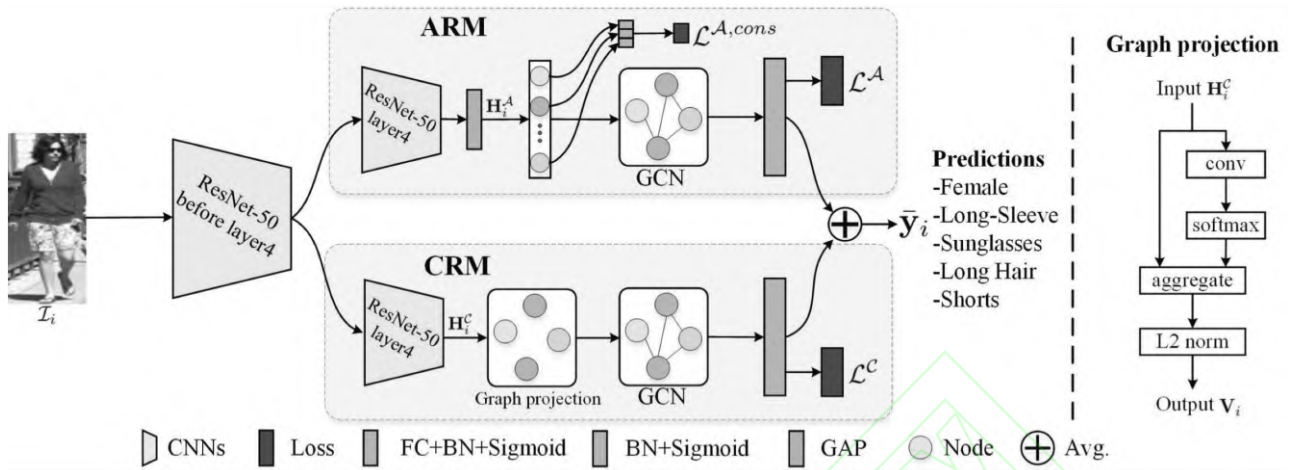 ARM
ResNet-50
layer4
$\mathbf{H}_i^{\mathcal{A}}$
$\mathcal{L}^{\mathcal{A},cons}$
GCN
$\mathcal{L}^{\mathcal{A}}$
$\mathcal{I}_i$
ResNet-50
before layer4
CRM
ResNet-50
layer4
$\mathbf{H}_i^{\mathcal{C}}$
Graph projection
GCN
$\mathcal{L}^{\mathcal{C}}$
$\bar{\mathbf{y}}_i$
Predictions
-Female
-Long-Sleeve
-Sunglasses
-Long Hair
-Shorts
Graph projection
Input $\mathbf{H}_i^{\mathcal{C}}$
conv
softmax
aggregate
L2 norm
Output $\mathbf{V}_i$
CNNs Loss FC+BN+Sigmoid BN+Sigmoid GAP Node Avg.